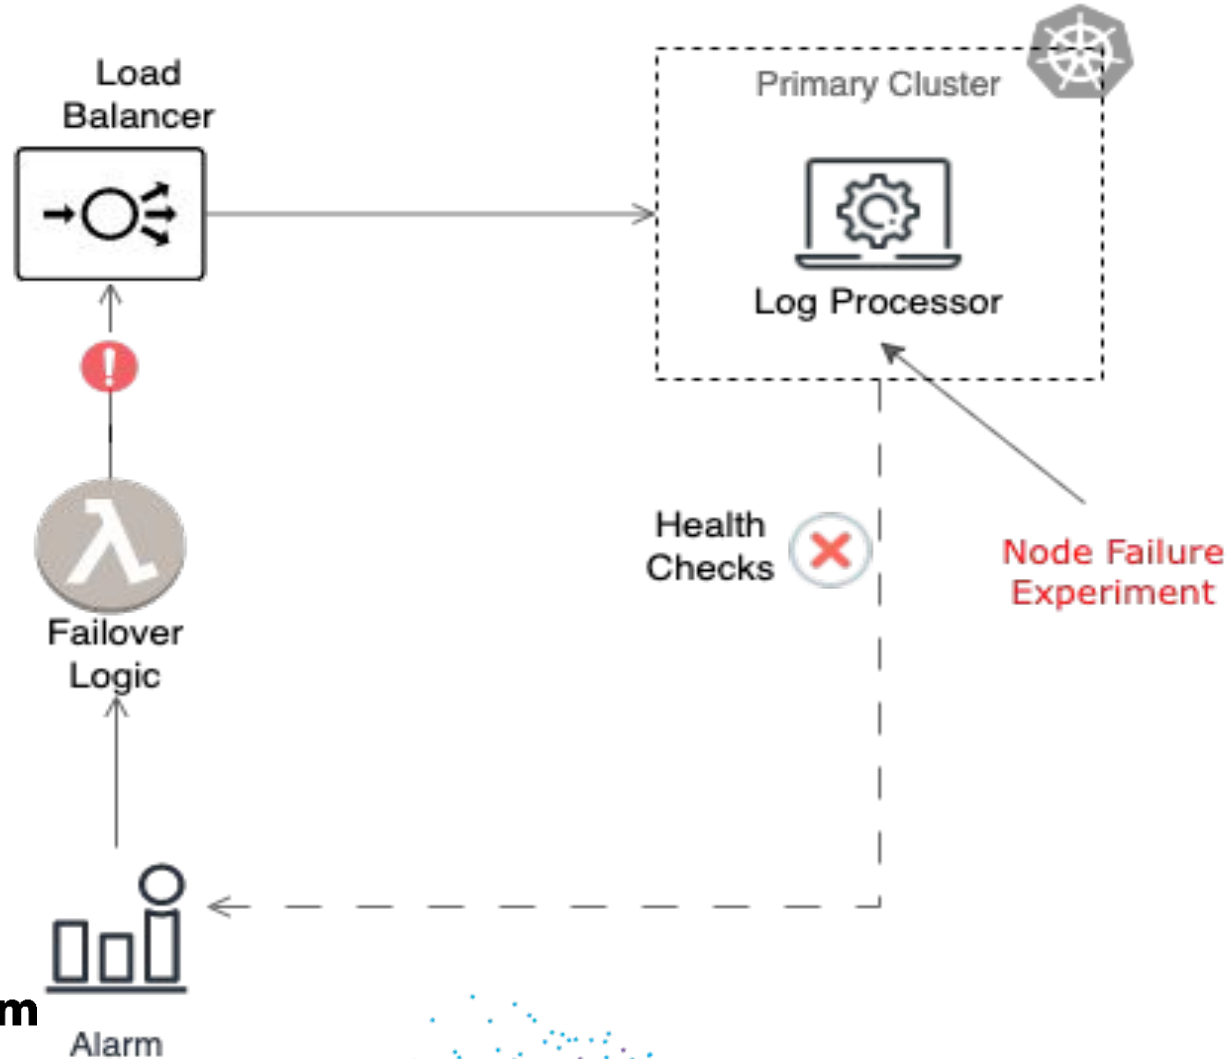 Load
Balancer
Primary Cluster
Log Processor
Health
Checks
Node Failure
Experiment
Failover
Logic
m
Alarm